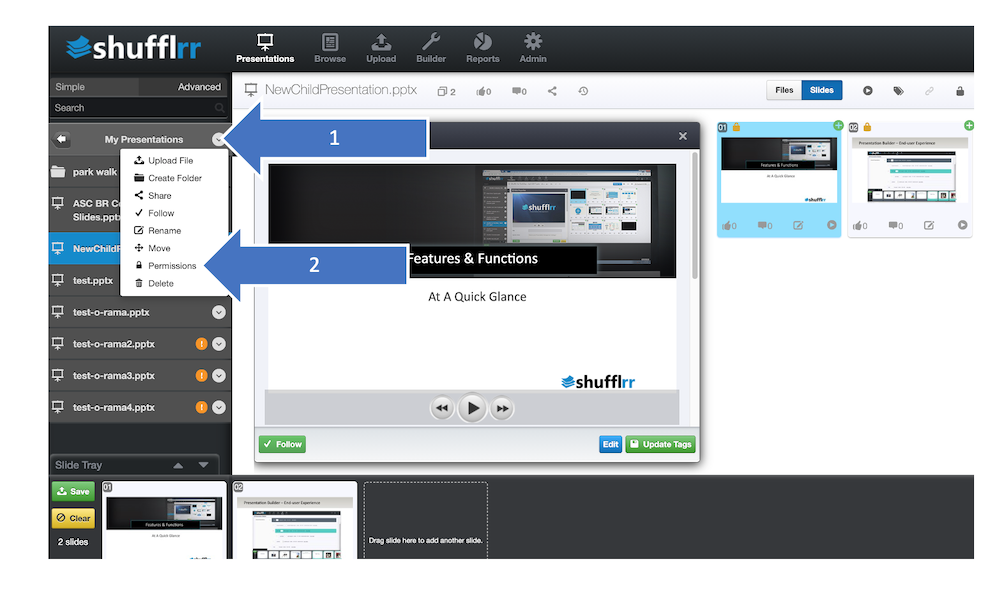 shufflrr
Presentations
Browse
Upload
Builder
Reports
Admin
Simple
Advanced
Search
NewChildPresentation.pptx
2
0
0
Files
Slides
My Presentations
1
Upload File
Create Folder
Share
Follow
Rename
Move
Permissions
Delete
2
park walk
ASC BR Co
Slides.ppt
NewChildP
test.pptx
test-o-rama.pptx
test-o-rama2.pptx
test-o-rama3.pptx
test-o-rama4.pptx
shufflrr
Features & Functions
At A Quick Glance
shufflrr
Follow
Edit
Update Tags
01
Features & Functions
At A Quick Glance
shufflrr
0
0
02
Presentation Builder – End-user Experience
0
0
Slide Tray
Save
Clear
2 slides
01
Features & Functions
At A Quick Glance
02
Presentation Builder – End-user Experience
Drag slide here to add another slide.